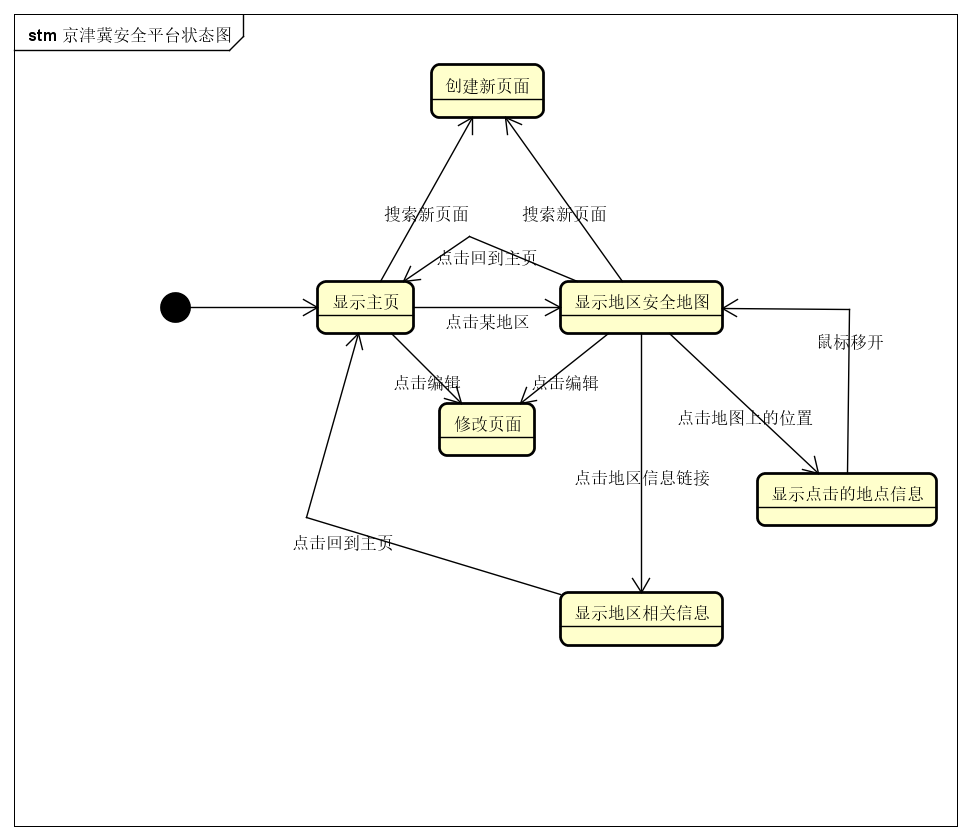 stm 京津冀安全平台状态图
创建新页面
搜索新页面
搜索新页面
点击回到主页
显示主页
显示地区安全地图
点击某地区
鼠标移开
点击编辑
点击编辑
修改页面
点击地图上的位置
点击地区信息链接
显示点击的地点信息
点击回到主页
显示地区相关信息